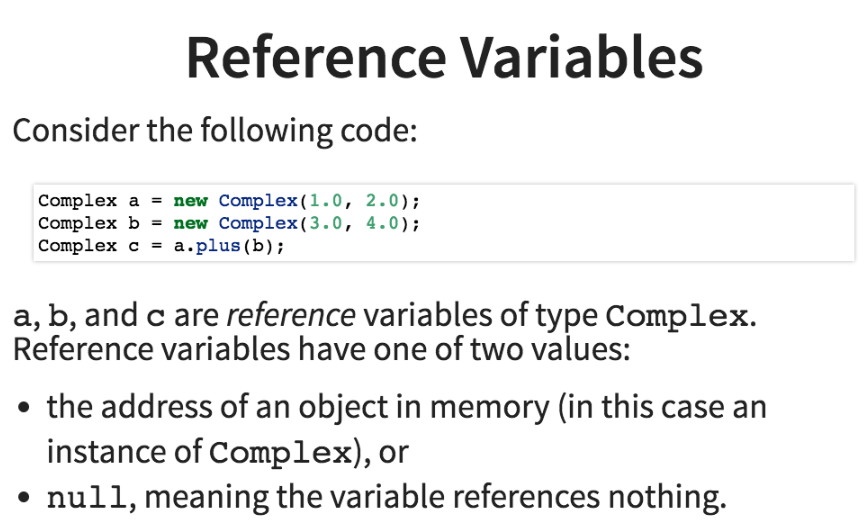 Reference Variables
Consider the following code:
Complex a = new Complex(1.0, 2.0);
Complex b = new Complex(3.0, 4.0);
Complex c = a.plus(b);
a, b, and c are reference variables of type Complex.
Reference variables have one of two values:
• the address of an object in memory (in this case an
instance of Complex), or
• null, meaning the variable references nothing.